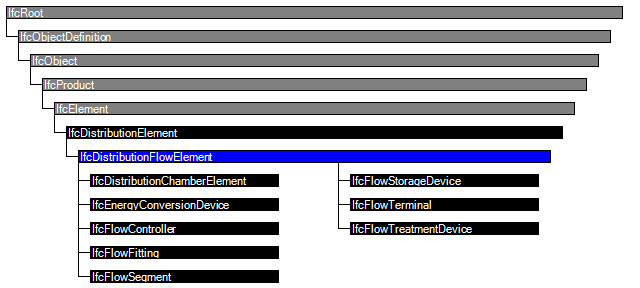 IfcRoot
IfcObjectDefinition
IfcObject
IfcProduct
IfcElement
IfcDistributionElement
IfcDistributionFlowElement
IfcDistributionChamberElement
IfcEnergyConversionDevice
IfcFlowController
IfcFlowFitting
IfcFlowSegment
IfcFlowStorageDevice
IfcFlowTerminal
IfcFlowTreatmentDevice